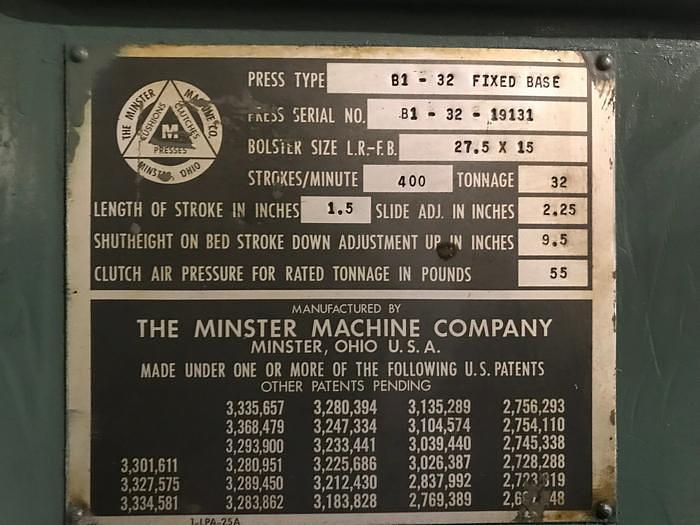 THE MINSTER MACHINE CO.
CUSHIONS CLUTCHES
M
PRESSES
MINSTER, OHIO
PRESS TYPE B1 - 32 FIXED BASE
PRESS SERIAL NO. B1 - 32 - 19131
BOLSTER SIZE L.R.-F.B. 27.5 X 15
STROKES/MINUTE 400 TONNAGE 32
LENGTH OF STROKE IN INCHES 1.5 SLIDE ADJ. IN INCHES 2.25
SHUTHEIGHT ON BED STROKE DOWN ADJUSTMENT UP IN INCHES 9.5
CLUTCH AIR PRESSURE FOR RATED TONNAGE IN POUNDS 55
MANUFACTURED BY
THE MINSTER MACHINE COMPANY
MINSTER, OHIO U.S.A.
MADE UNDER ONE OR MORE OF THE FOLLOWING U.S. PATENTS
OTHER PATENTS PENDING
3,335,657 3,280,394 3,135,289 2,756,293
3,368,479 3,247,334 3,104,574 2,754,110
3,293,900 3,233,441 3,039,440 2,745,338
3,301,611 3,280,951 3,225,686 3,026,387 2,728,288
3,327,575 3,289,450 3,212,430 2,837,992
3,334,581 3,283,862 3,183,828 2,769,389
1-LPA-25A